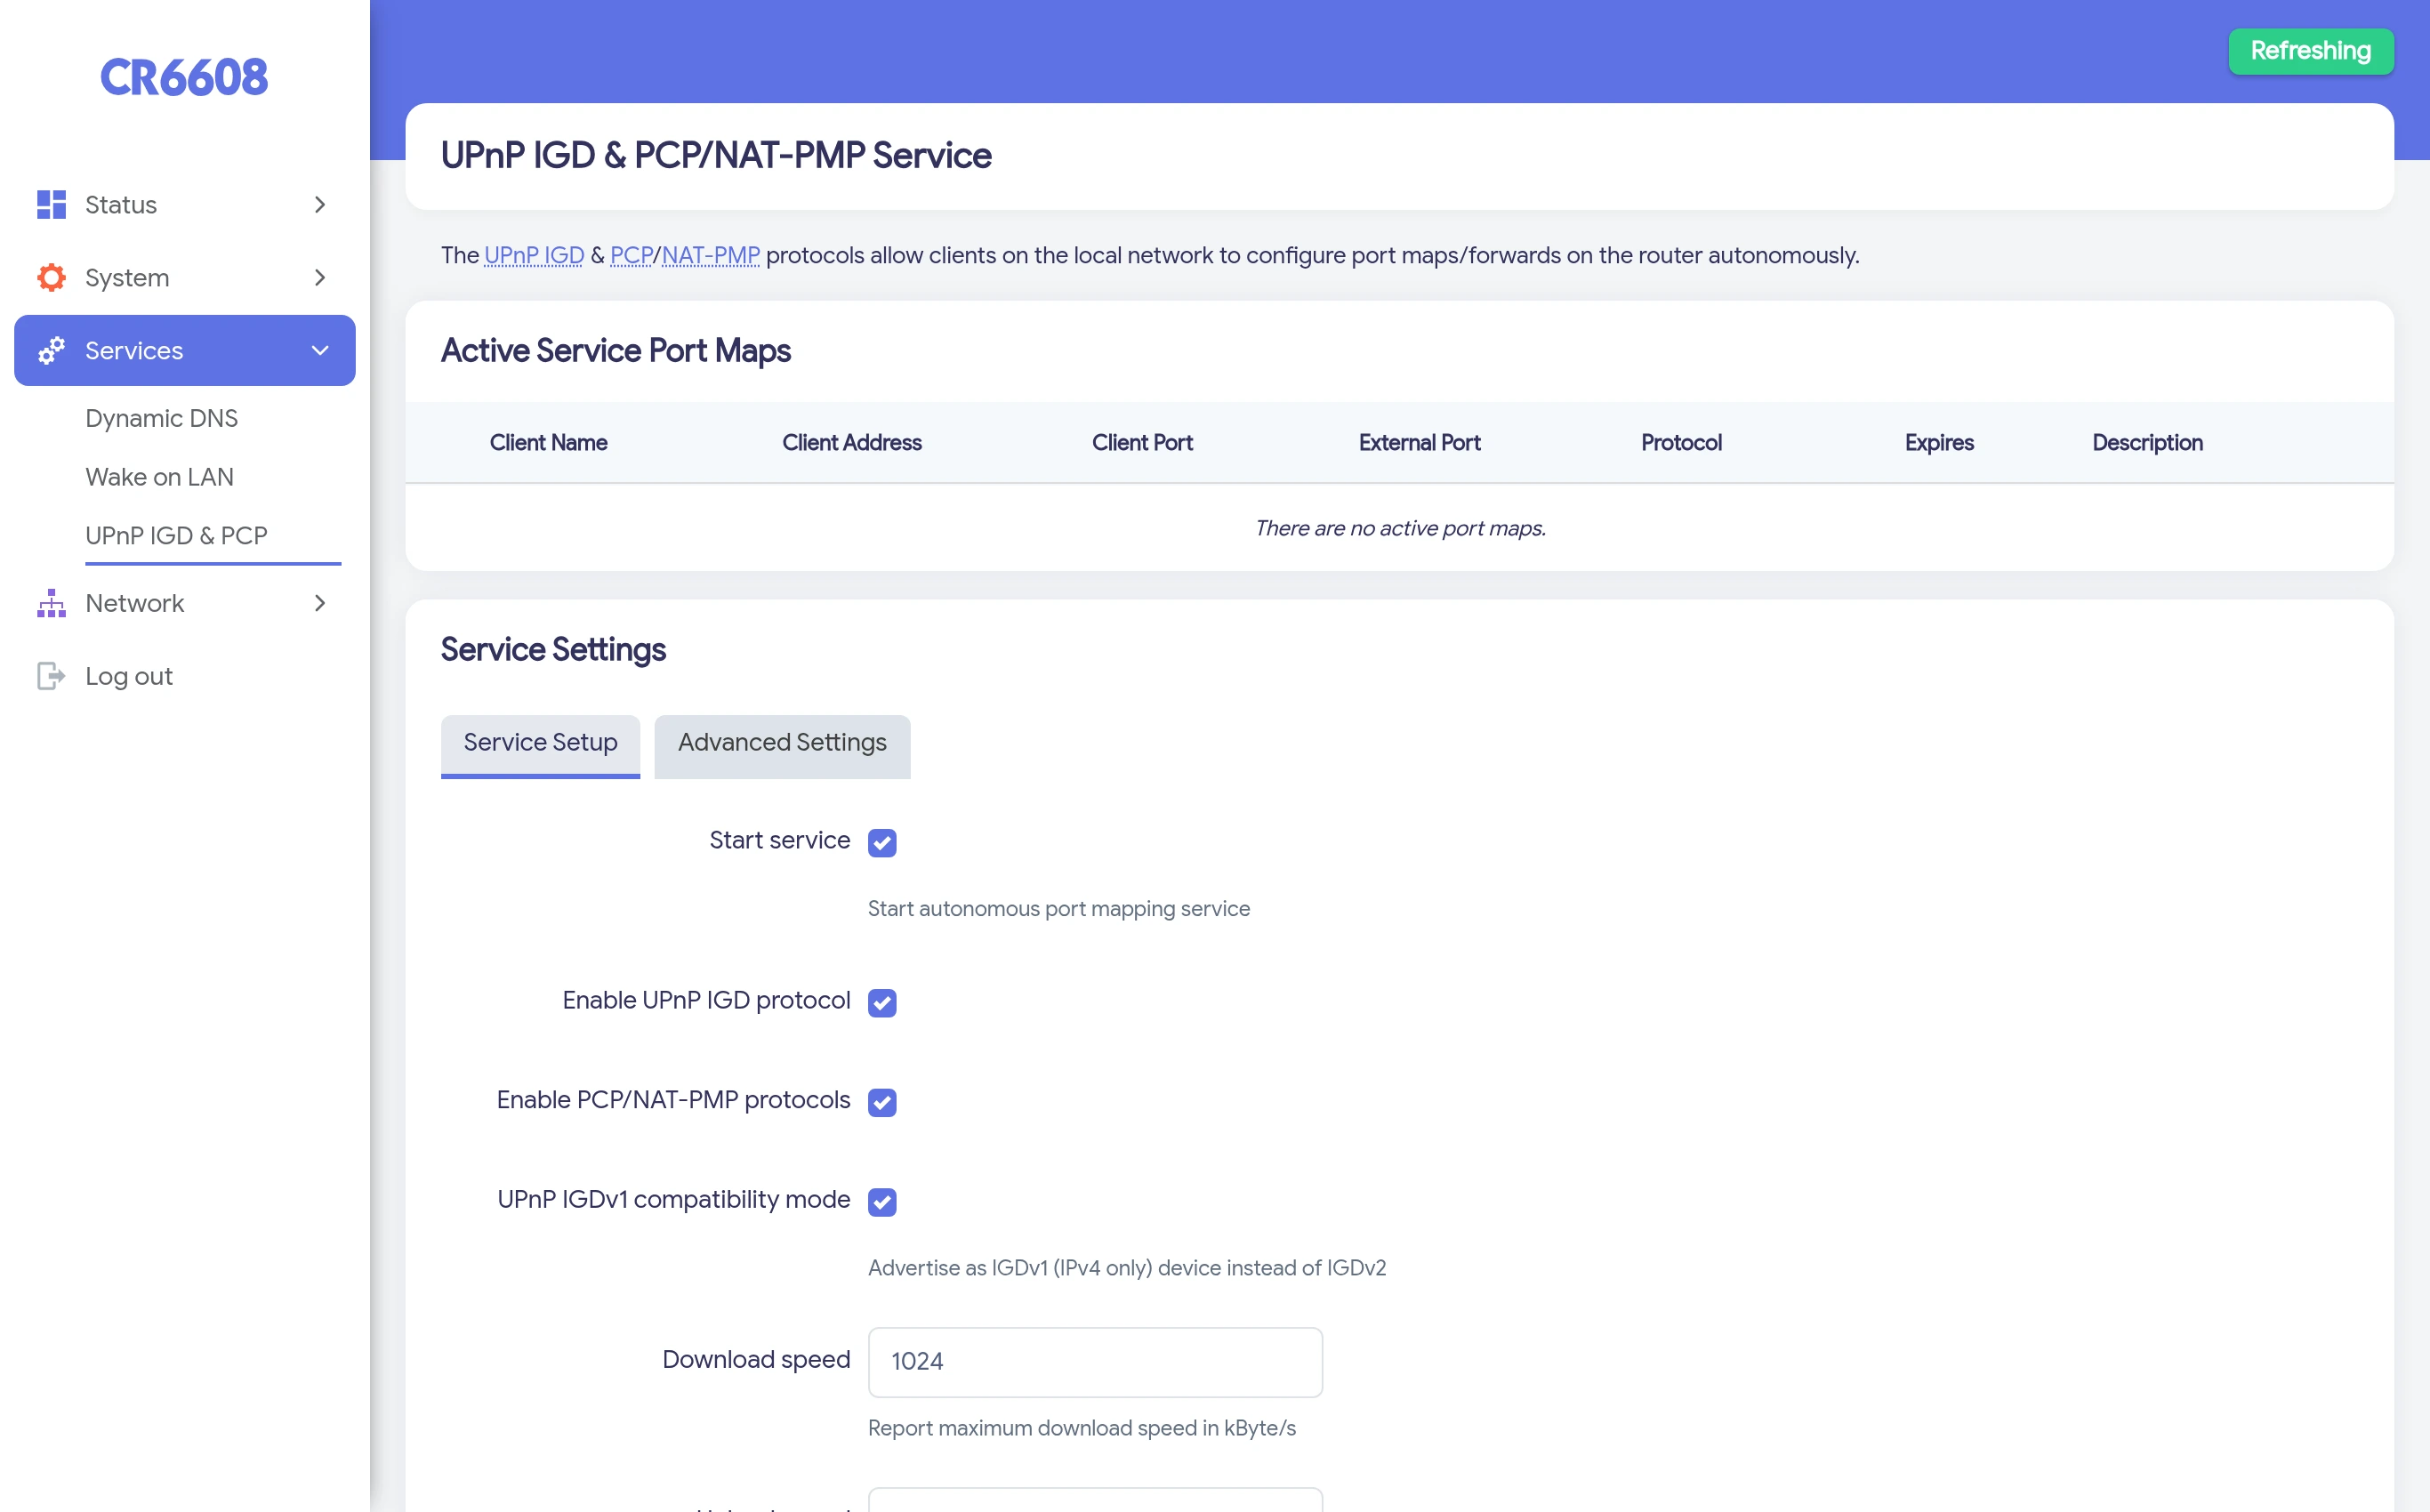 CR6608
Refreshing
Status
System
Services
Dynamic DNS
Wake on LAN
UPnP IGD & PCP
Network
Log out
UPnP IGD & PCP/NAT-PMP Service
The UPnP IGD & PCP/NAT-PMP protocols allow clients on the local network to configure port maps/forwards on the router autonomously.
Active Service Port Maps
Client Name Client Address Client Port External Port Protocol Expires Description
There are no active port maps.
Service Settings
Service Setup Advanced Settings
Start service
Start autonomous port mapping service
Enable UPnP IGD protocol
Enable PCP/NAT-PMP protocols
UPnP IGDv1 compatibility mode
Advertise as IGDv1 (IPv4 only) device instead of IGDv2
Download speed 1024
Report maximum download speed in kByte/s